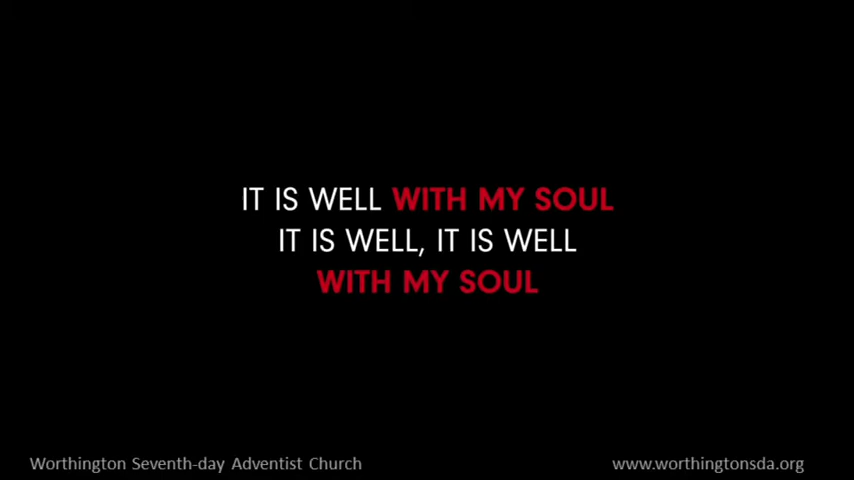 IT IS WELL WITH MY SOUL
IT IS WELL, IT IS WELL
WITH MY SOUL
Worthington Seventh-day Adventist Church
www.worthingtonsda.org